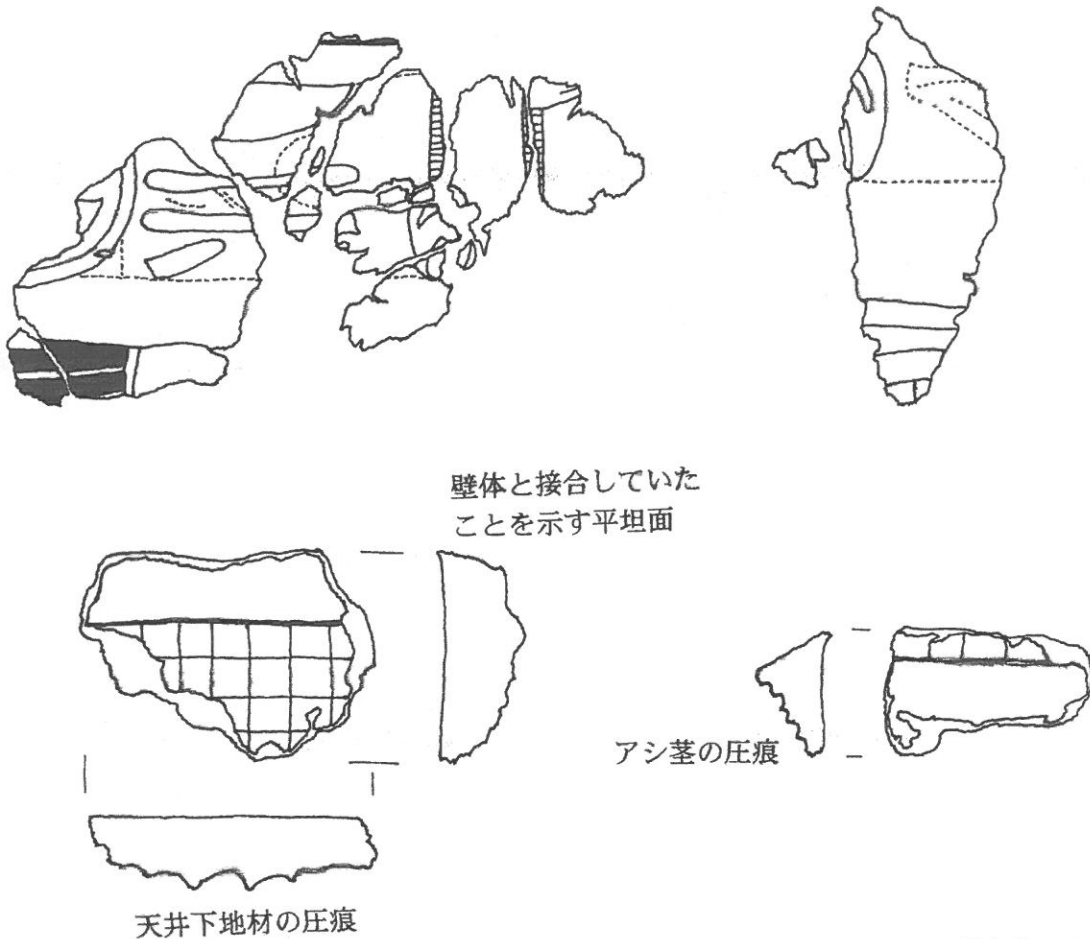 壁体と接合していた
ことを示す平坦面
アシ茎の圧痕
天井下地材の圧痕